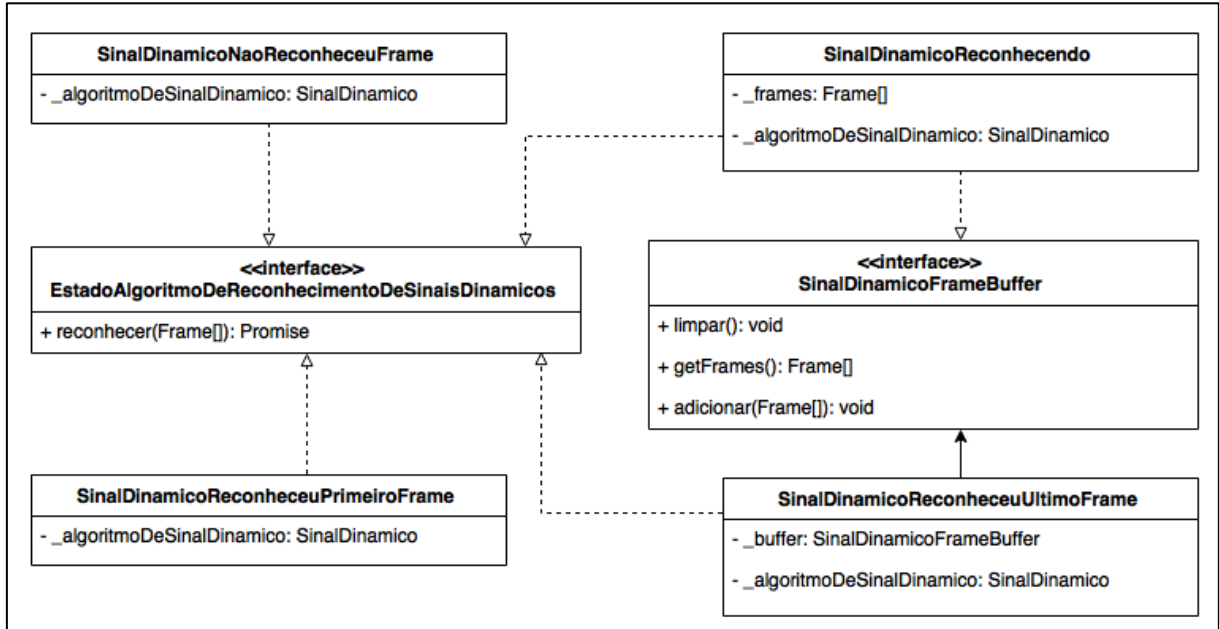 SinalDinamicoNaoReconheceuFrame
- _algoritmoDeSinalDinamico: SinalDinamico
SinalDinamicoReconhecendo
- _frames: Frame[]
- _algoritmoDeSinalDinamico: SinalDinamico
<<interface>>
EstadoAlgoritmoDeReconhecimentoDeSinaisDinamicos
+ reconhecer(Frame[]): Promise
<<interface>>
SinalDinamicoFrameBuffer
+ limpar(): void
+ getFrames(): Frame[]
+ adicionar(Frame[]): void
SinalDinamicoReconheceuPrimeiroFrame
- _algoritmoDeSinalDinamico: SinalDinamico
SinalDinamicoReconheceuUltimoFrame
- _buffer: SinalDinamicoFrameBuffer
- _algoritmoDeSinalDinamico: SinalDinamico